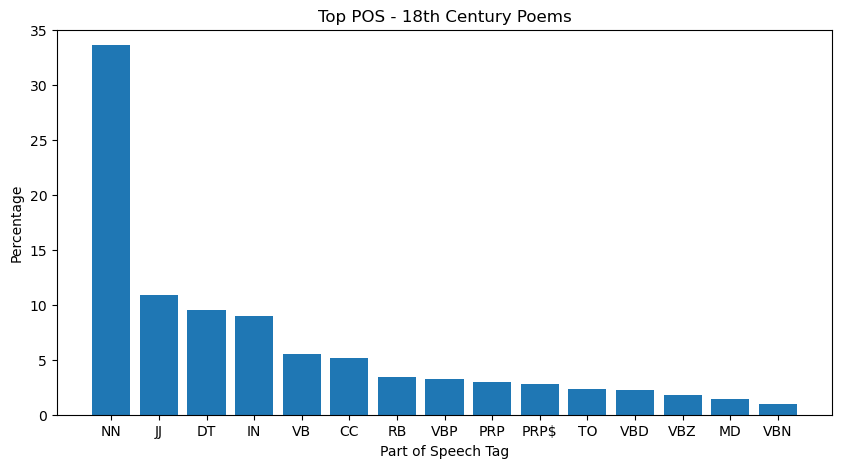 Top POS - 18th Century Poems
35
30
25
20
15
10
5
0
Percentage
NN JJ DT IN VB CC RB VBP PRP PRP$ TO VBD VBZ MD VBN
Part of Speech Tag